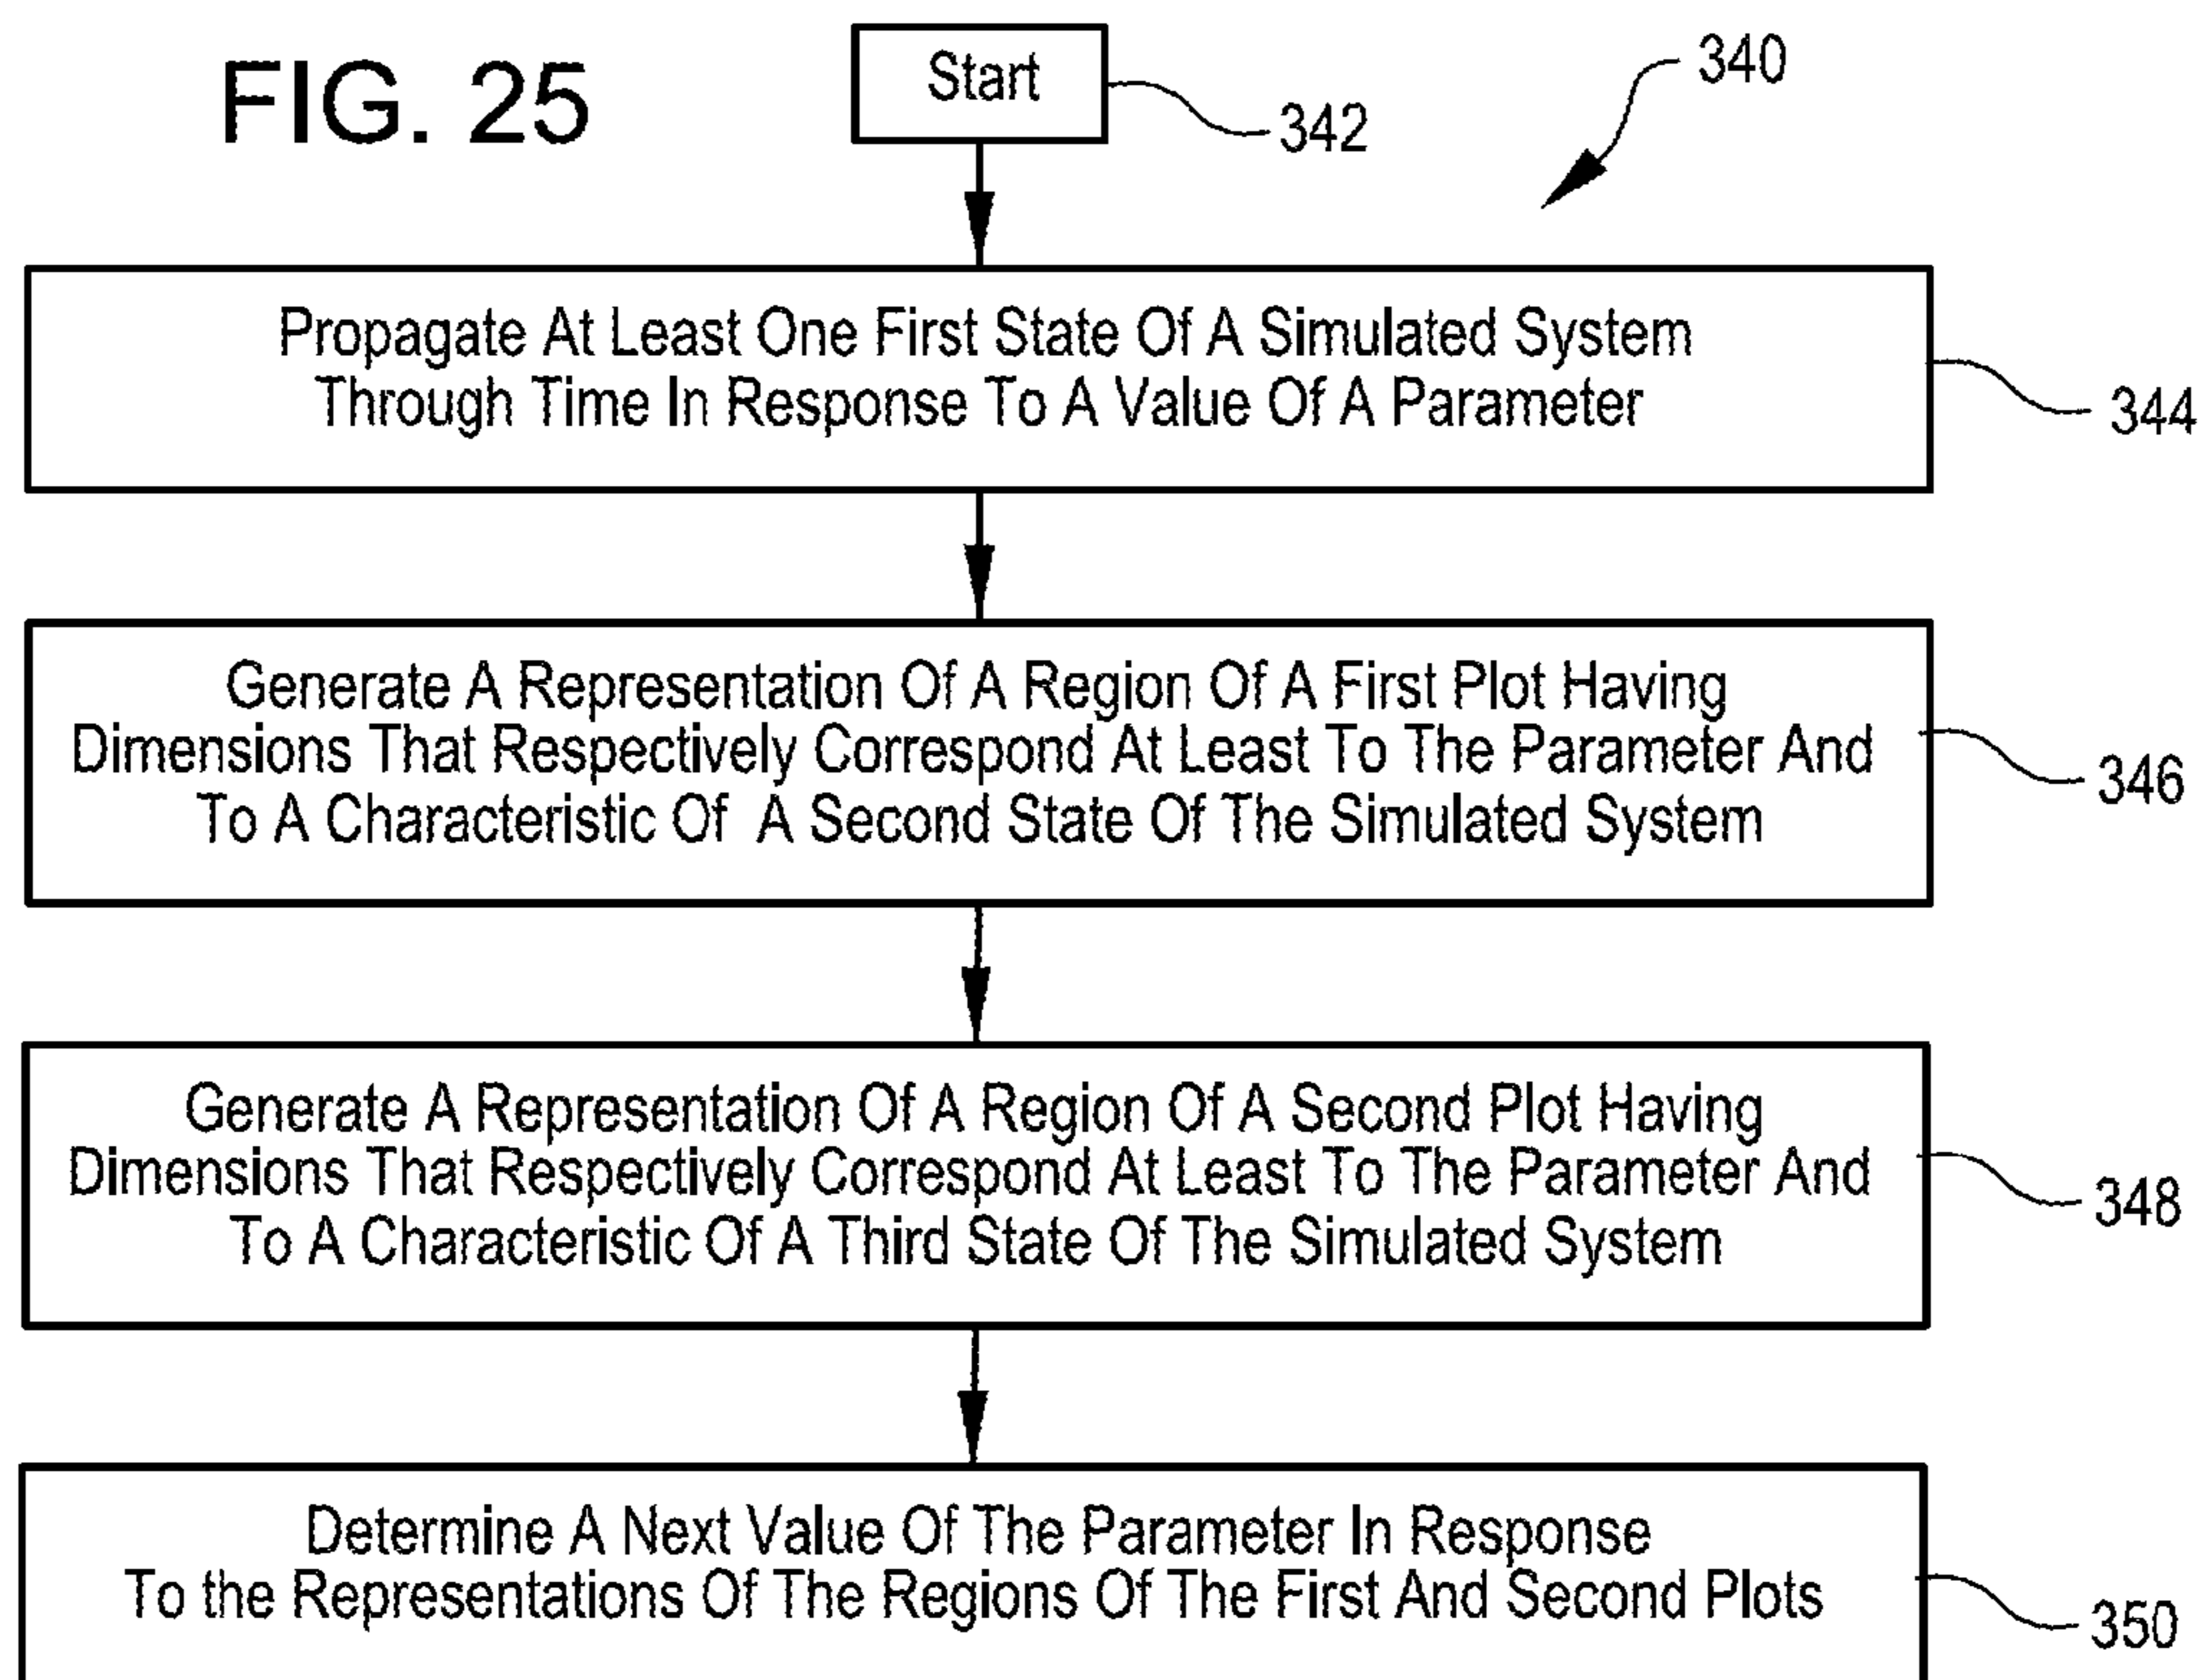 FIG. 25
Start
340
342
Propagate At Least One First State Of A Simulated System
Through Time In Response To A Value Of A Parameter
344
Generate A Representation Of A Region Of A First Plot Having
Dimensions That Respectively Correspond At Least To The Parameter And
To A Characteristic Of A Second State Of The Simulated System
346
Generate A Representation Of A Region Of A Second Plot Having
Dimensions That Respectively Correspond At Least To The Parameter And
To A Characteristic Of A Third State Of The Simulated System
348
Determine A Next Value Of The Parameter In Response
To the Representations Of The Regions Of The First And Second Plots
350